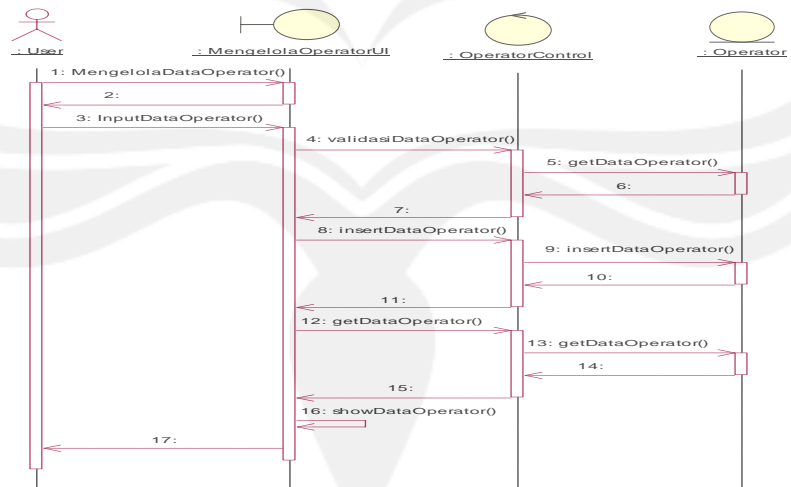 : User
: MengelolaOperatorUI
: OperatorControl
: Operator
1: MengelolaDataOperator()
2:
3: InputDataOperator()
4: validasiDataOperator()
5: getDataOperator()
6:
7:
8: insertDataOperator()
9: insertDataOperator()
10:
11:
12: getDataOperator()
13: getDataOperator()
14:
15:
16: showDataOperator()
17: